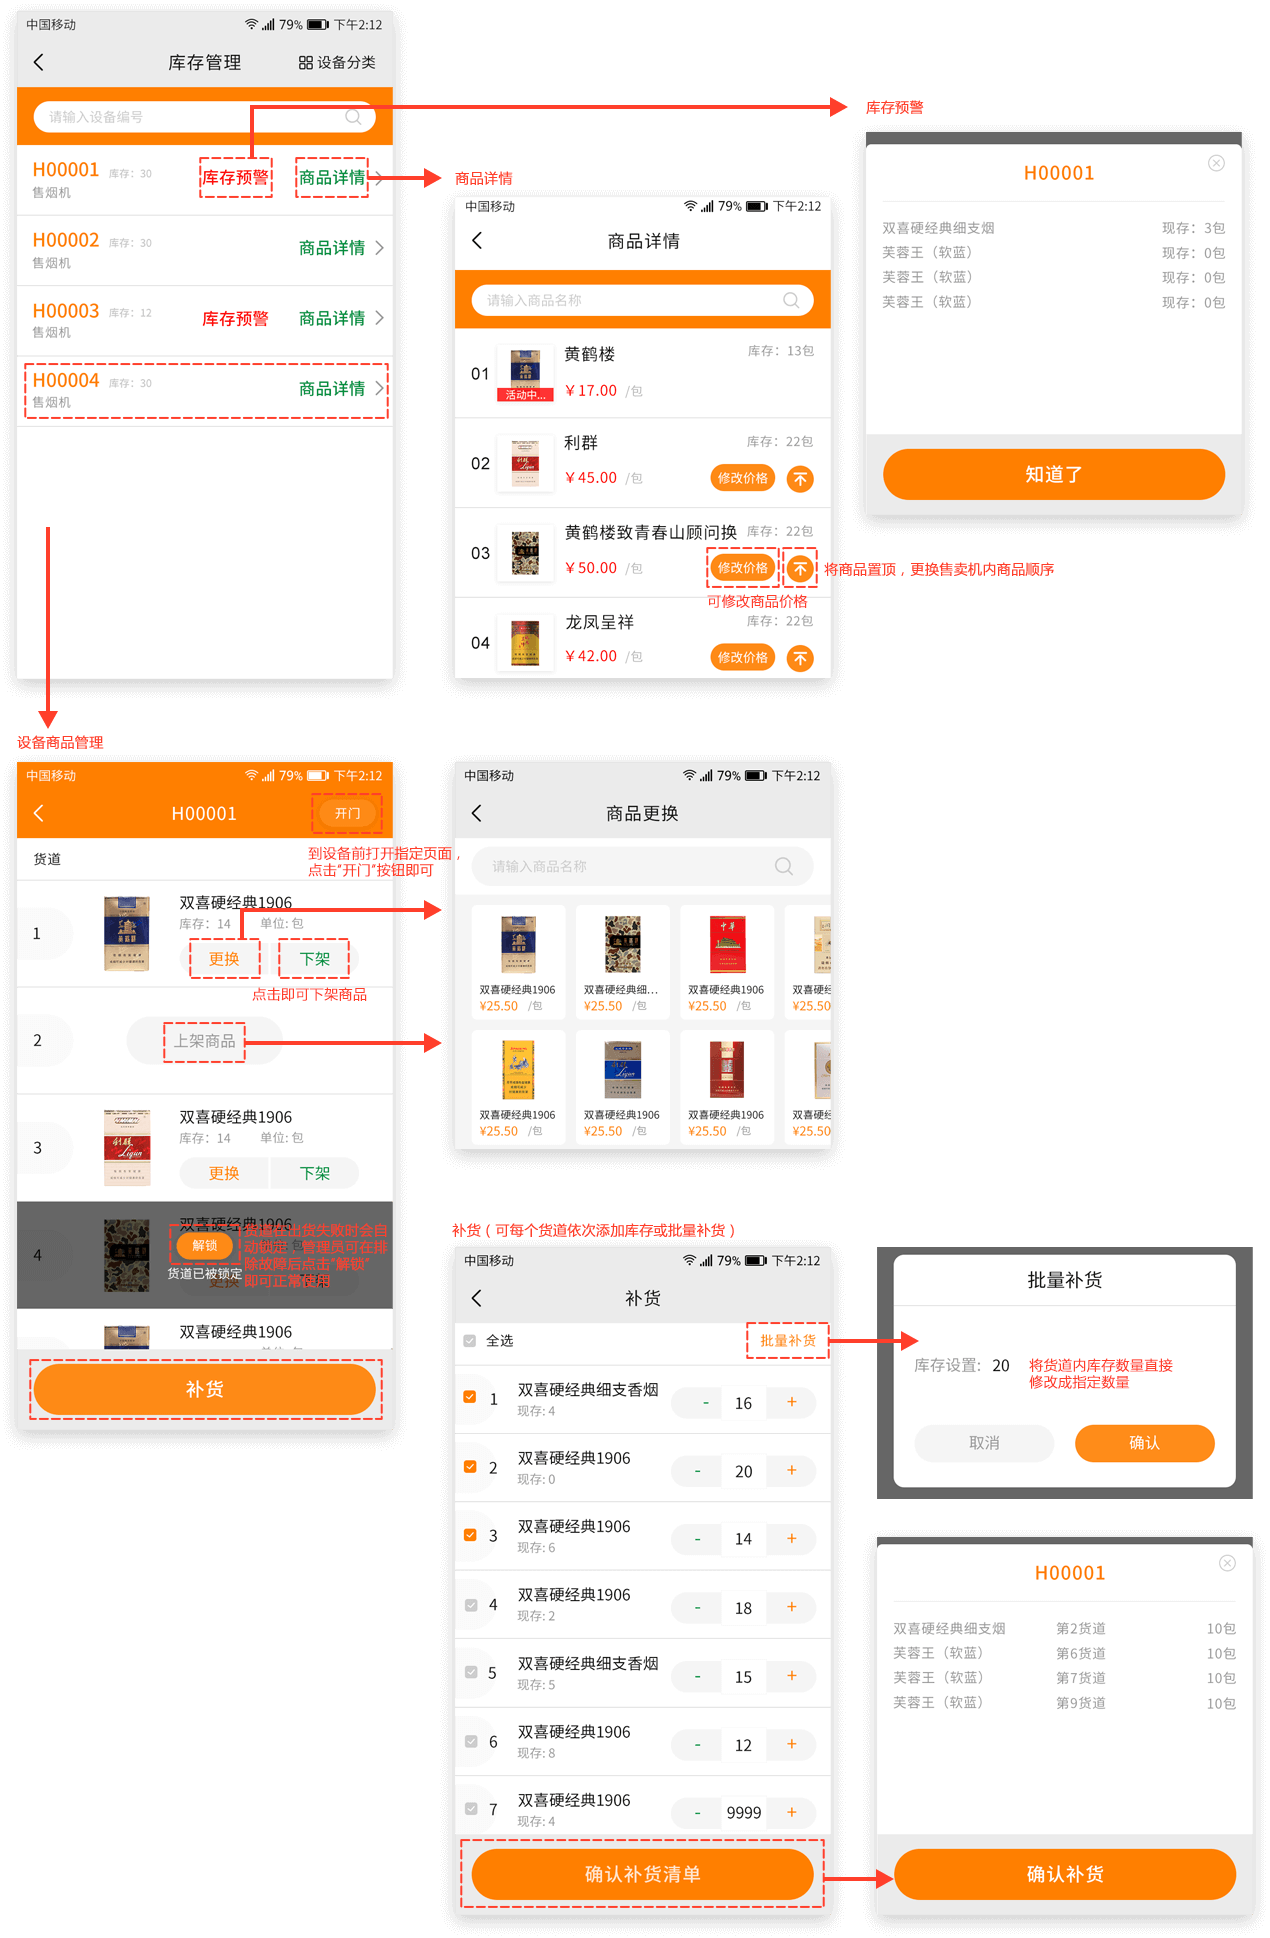 中国移动 79% 下午2:12
库存管理 设备分类
请输入设备编号
H00001 库存：30 库存预警 商品详情
售烟机
H00002 库存：30 商品详情
售烟机
H00003 库存：12 库存预警 商品详情
售烟机
H00004 库存：30 商品详情
售烟机
库存预警
H00001
双喜硬经典细支烟 现存：3包
芙蓉王（软蓝） 现存：0包
芙蓉王（软蓝） 现存：0包
芙蓉王（软蓝） 现存：0包
知道了
商品详情
中国移动 79% 下午2:12
商品详情
请输入商品名称
01 黄鹤楼 库存：13包
活动中... ￥17.00 /包
02 利群 库存：22包
￥45.00 /包 修改价格
03 黄鹤楼致青春山顾问换 库存：22包
￥50.00 /包 修改价格 将商品置顶，更换售卖机内商品顺序
可修改商品价格
04 龙凤呈祥 库存：22包
￥42.00 /包 修改价格
设备商品管理
中国移动 79% 下午2:12
H00001 开门
货道
到设备前打开指定页面，
点击“开门”按钮即可
1 双喜硬经典1906
库存：14 单位: 包
更换 下架
点击即可下架商品
2 上架商品
3 双喜硬经典1906
库存：14 单位: 包
更换 下架
4 双喜硬经典1906
解锁
货道已被锁定
货道在出货失败时会自
动锁定，管理员可在排
除故障后点击“解锁”
即可正常使用
双喜硬经典1906
补货
中国移动 79% 下午2:12
商品更换
请输入商品名称
双喜硬经典1906 双喜硬经典细... 双喜硬经典1906 双喜硬
¥25.50 /包 ¥25.50 /包 ¥25.50 /包 ¥25.50
双喜硬经典1906 双喜硬经典1906 双喜硬经典1906 双喜硬
¥25.50 /包 ¥25.50 /包 ¥25.50 /包 ¥25.50
补货（可每个货道依次添加库存或批量补货）
中国移动 79% 下午2:12
补货
全选 批量补货
1 双喜硬经典细支香烟 - 16 +
现存: 4
2 双喜硬经典1906 - 20 +
现存: 0
3 双喜硬经典1906 - 14 +
现存: 6
4 双喜硬经典1906 - 18 +
现存: 2
5 双喜硬经典细支香烟 - 15 +
现存: 5
6 双喜硬经典1906 - 12 +
现存: 8
7 双喜硬经典1906 - 9999 +
现存: 4
确认补货清单
批量补货
库存设置: 20 将货道内库存数量直接
修改成指定数量
取消 确认
H00001
双喜硬经典细支烟 第2货道 10包
芙蓉王（软蓝） 第6货道 10包
芙蓉王（软蓝） 第7货道 10包
芙蓉王（软蓝） 第9货道 10包
确认补货